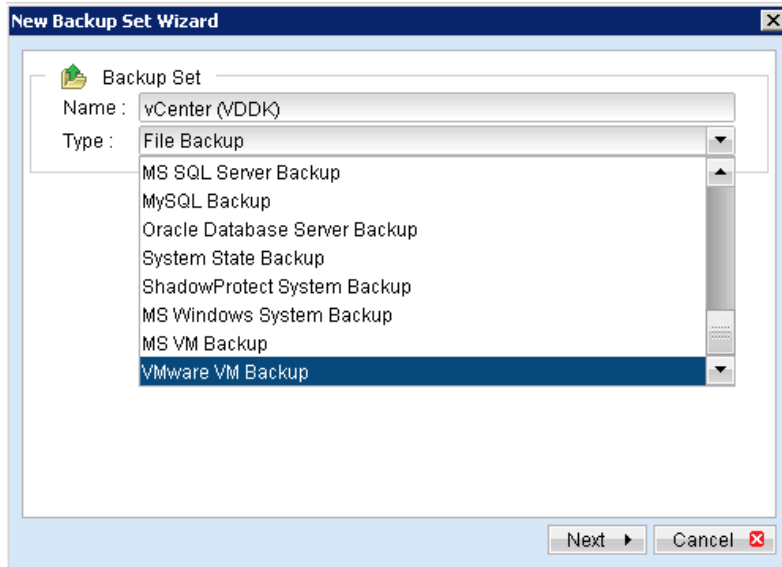 New Backup Set Wizard
Backup Set
Name : vCenter (VDDK)
Type : File Backup
MS SQL Server Backup
MySQL Backup
Oracle Database Server Backup
System State Backup
ShadowProtect System Backup
MS Windows System Backup
MS VM Backup
VMware VM Backup
Next Cancel